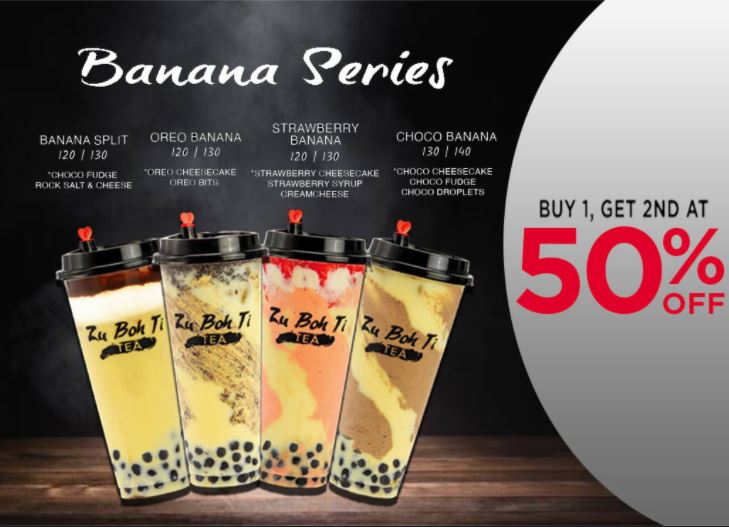 Banana Series
BANANA SPLIT
120 | 130
*CHOCO FUDGE
ROCK SALT & CHEESE
OREO BANANA
120 | 130
*OREO CHEESECAKE
OREO BITS
STRAWBERRY
BANANA
120 | 130
*STRAWBERRY CHEESECAKE
STRAWBERRY SYRUP
CREAMCHEESE
CHOCO BANANA
130 | 140
*CHOCO CHEESECAKE
CHOCO FUDGE
CHOCO DROPLETS
BUY 1, GET 2ND AT
50%
OFF
Zu Boh Ti
TEA
Zu Boh Ti
TEA
Zu Boh Ti
TEA
Zu Boh Ti
TEA